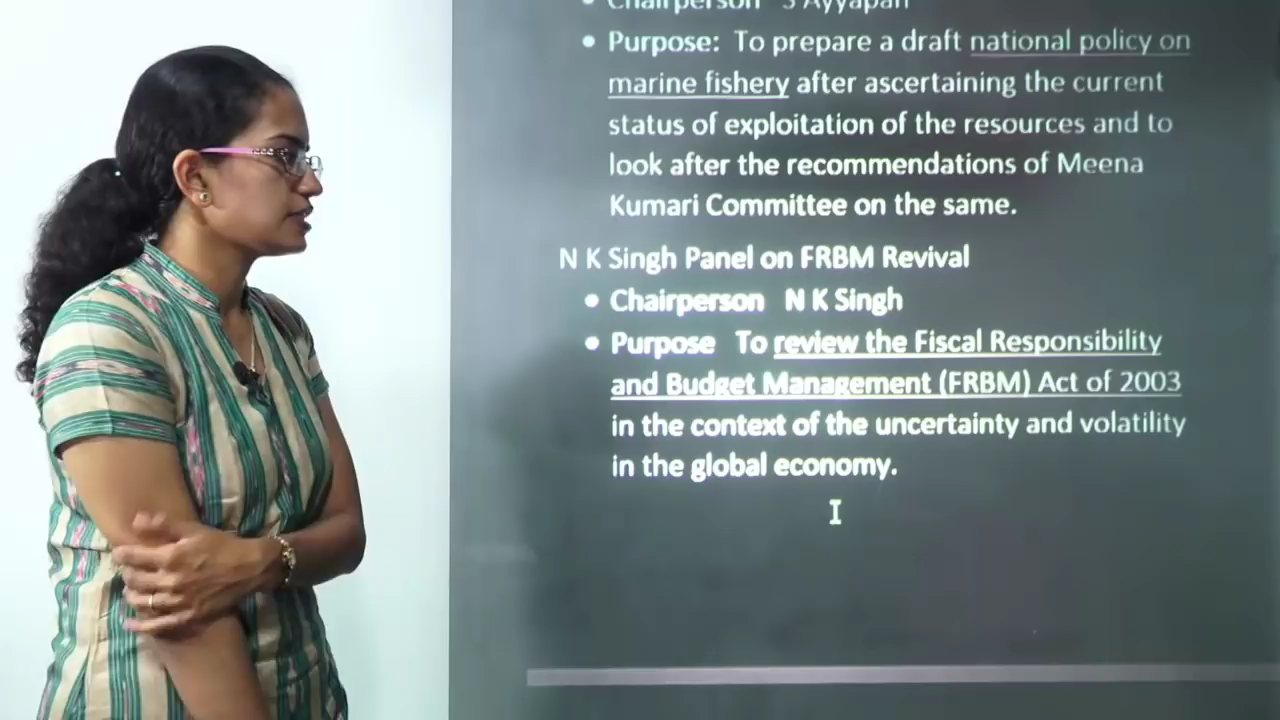 • Chairperson S Ayyapan
• Purpose: To prepare a draft national policy on
marine fishery after ascertaining the current
status of exploitation of the resources and to
look after the recommendations of Meena
Kumari Committee on the same.
N K Singh Panel on FRBM Revival
• Chairperson N K Singh
• Purpose To review the Fiscal Responsibility
and Budget Management (FRBM) Act of 2003
in the context of the uncertainty and volatility
in the global economy.